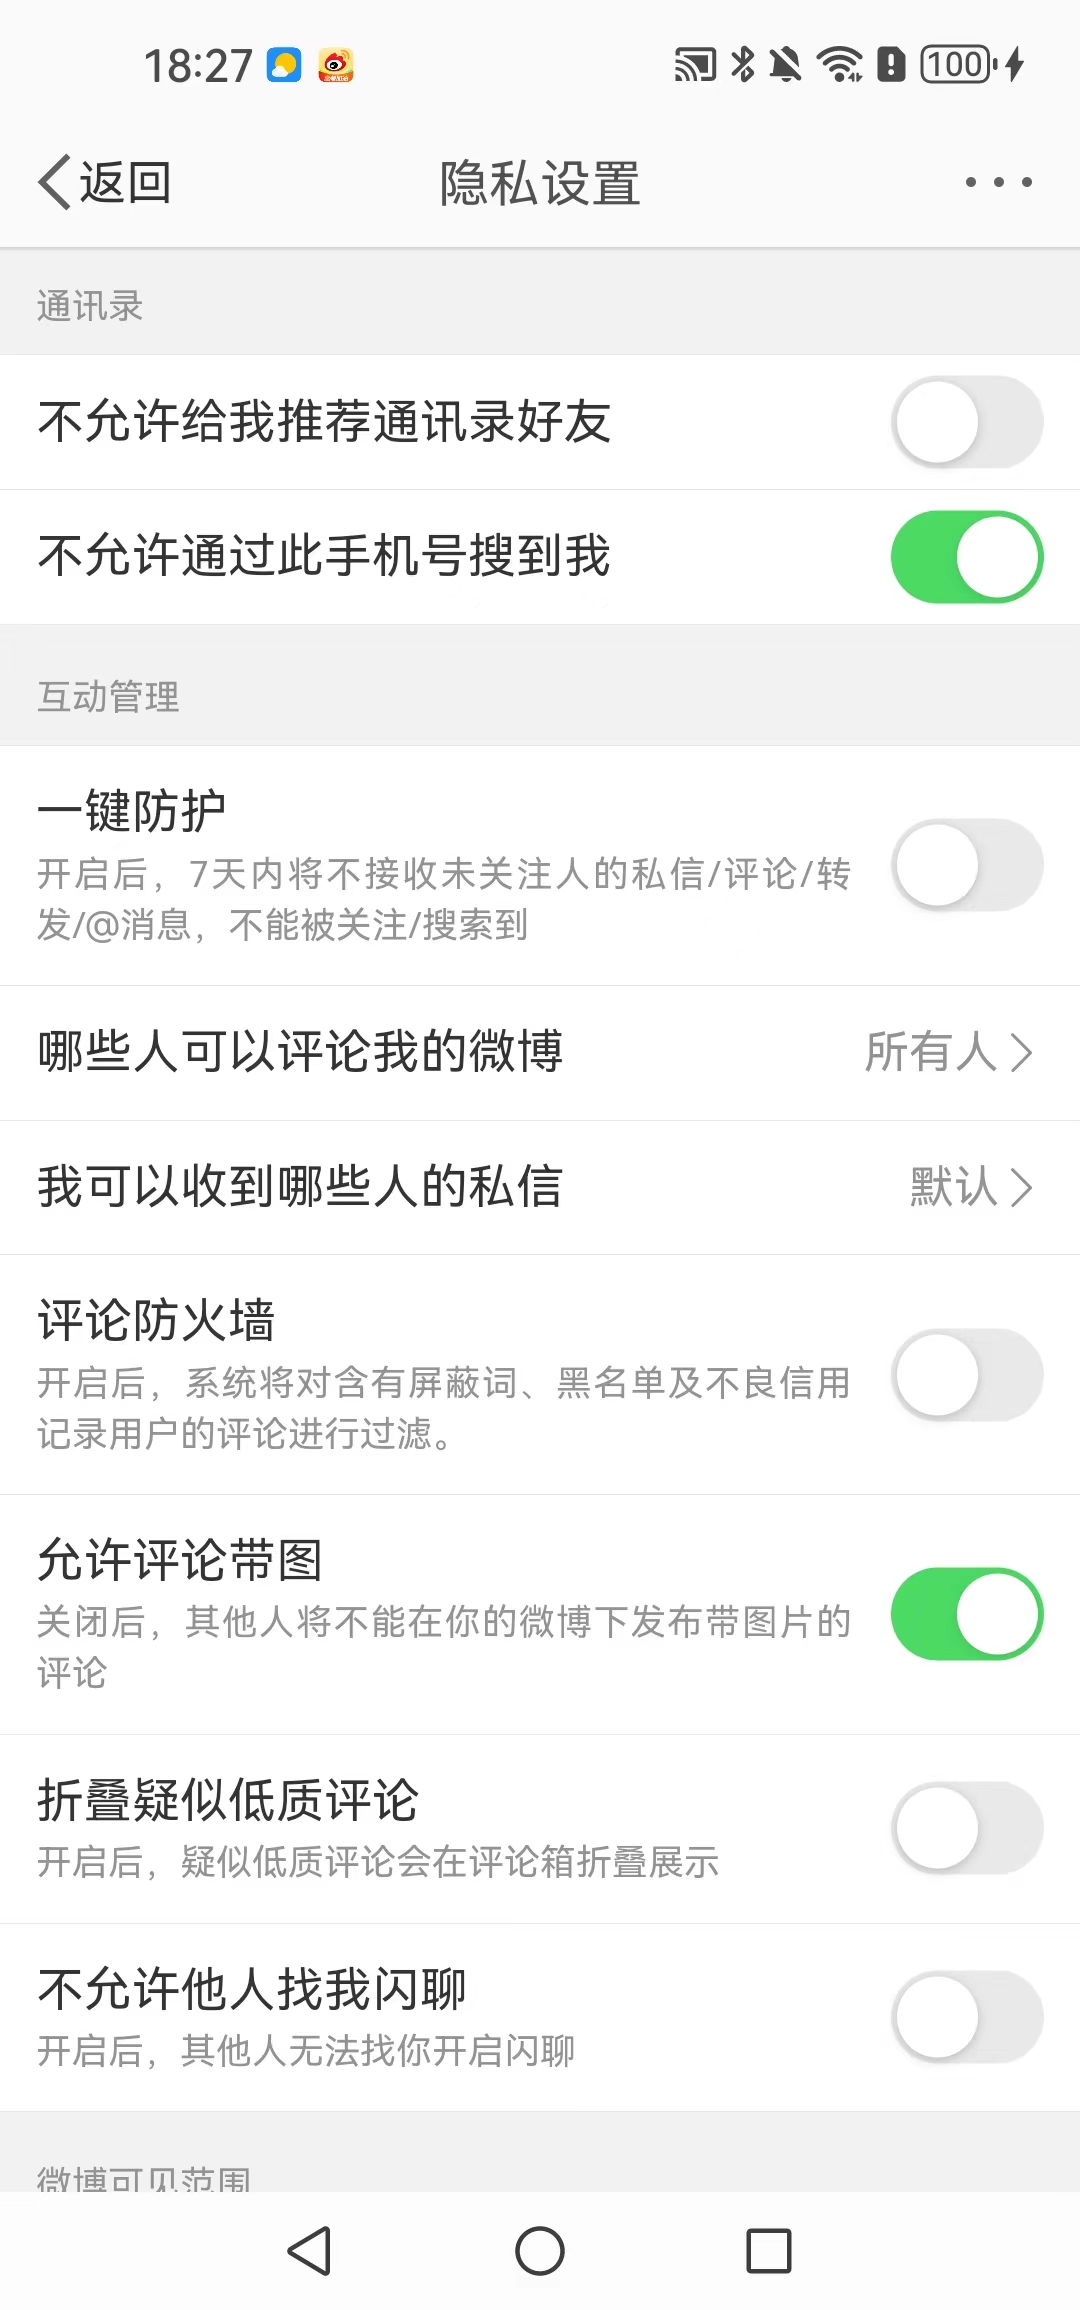 18:27
100
返回
隐私设置
通讯录
不允许给我推荐通讯录好友
不允许通过此手机号搜到我
互动管理
一键防护
开启后，7天内将不接收未关注人的私信/评论/转
发/@消息，不能被关注/搜索到
哪些人可以评论我的微博
所有人
我可以收到哪些人的私信
默认
评论防火墙
开启后，系统将对含有屏蔽词、黑名单及不良信用
记录用户的评论进行过滤。
允许评论带图
关闭后，其他人将不能在你的微博下发布带图片的
评论
折叠疑似低质评论
开启后，疑似低质评论会在评论箱折叠展示
不允许他人找我闪聊
开启后，其他人无法找你开启闪聊
微博可见范围